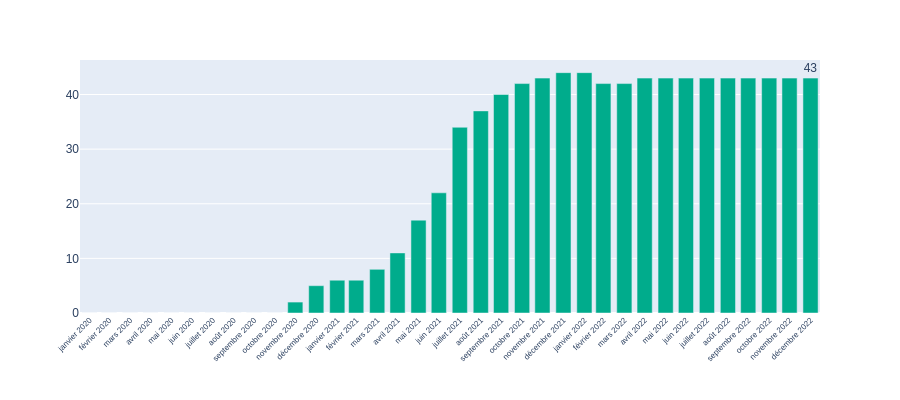 43
40
30
20
10
0
janvier 2020
février 2020
mars 2020
avril 2020
mai 2020
juin 2020
juillet 2020
août 2020
septembre 2020
octobre 2020
novembre 2020
décembre 2020
janvier 2021
février 2021
mars 2021
avril 2021
mai 2021
juin 2021
juillet 2021
août 2021
septembre 2021
octobre 2021
novembre 2021
décembre 2021
janvier 2022
février 2022
mars 2022
avril 2022
mai 2022
juin 2022
juillet 2022
août 2022
septembre 2022
octobre 2022
novembre 2022
décembre 2022